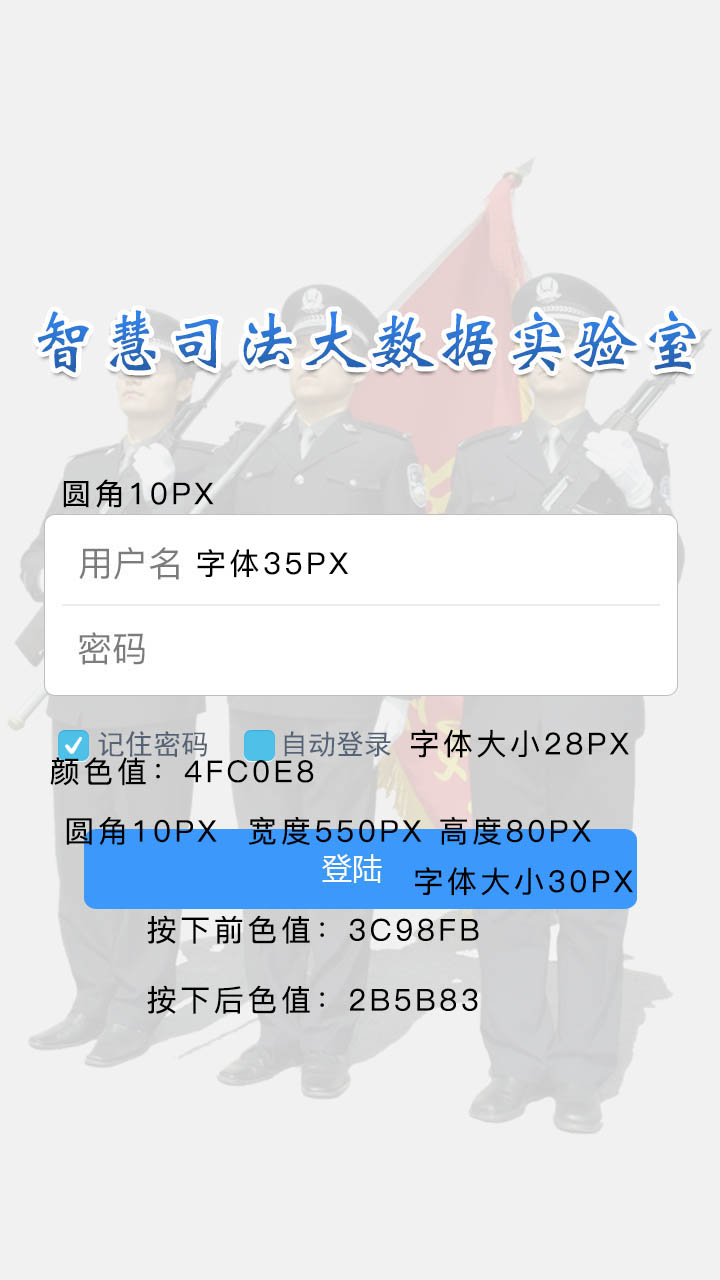 智慧司法大数据实验室
圆角10PX
用户名 字体35PX
密码
记住密码 自动登录 字体大小28PX
颜色值：4FC0E8
圆角10PX 宽度550PX 高度80PX
登陆 字体大小30PX
按下前色值：3C98FB
按下后色值：2B5B83